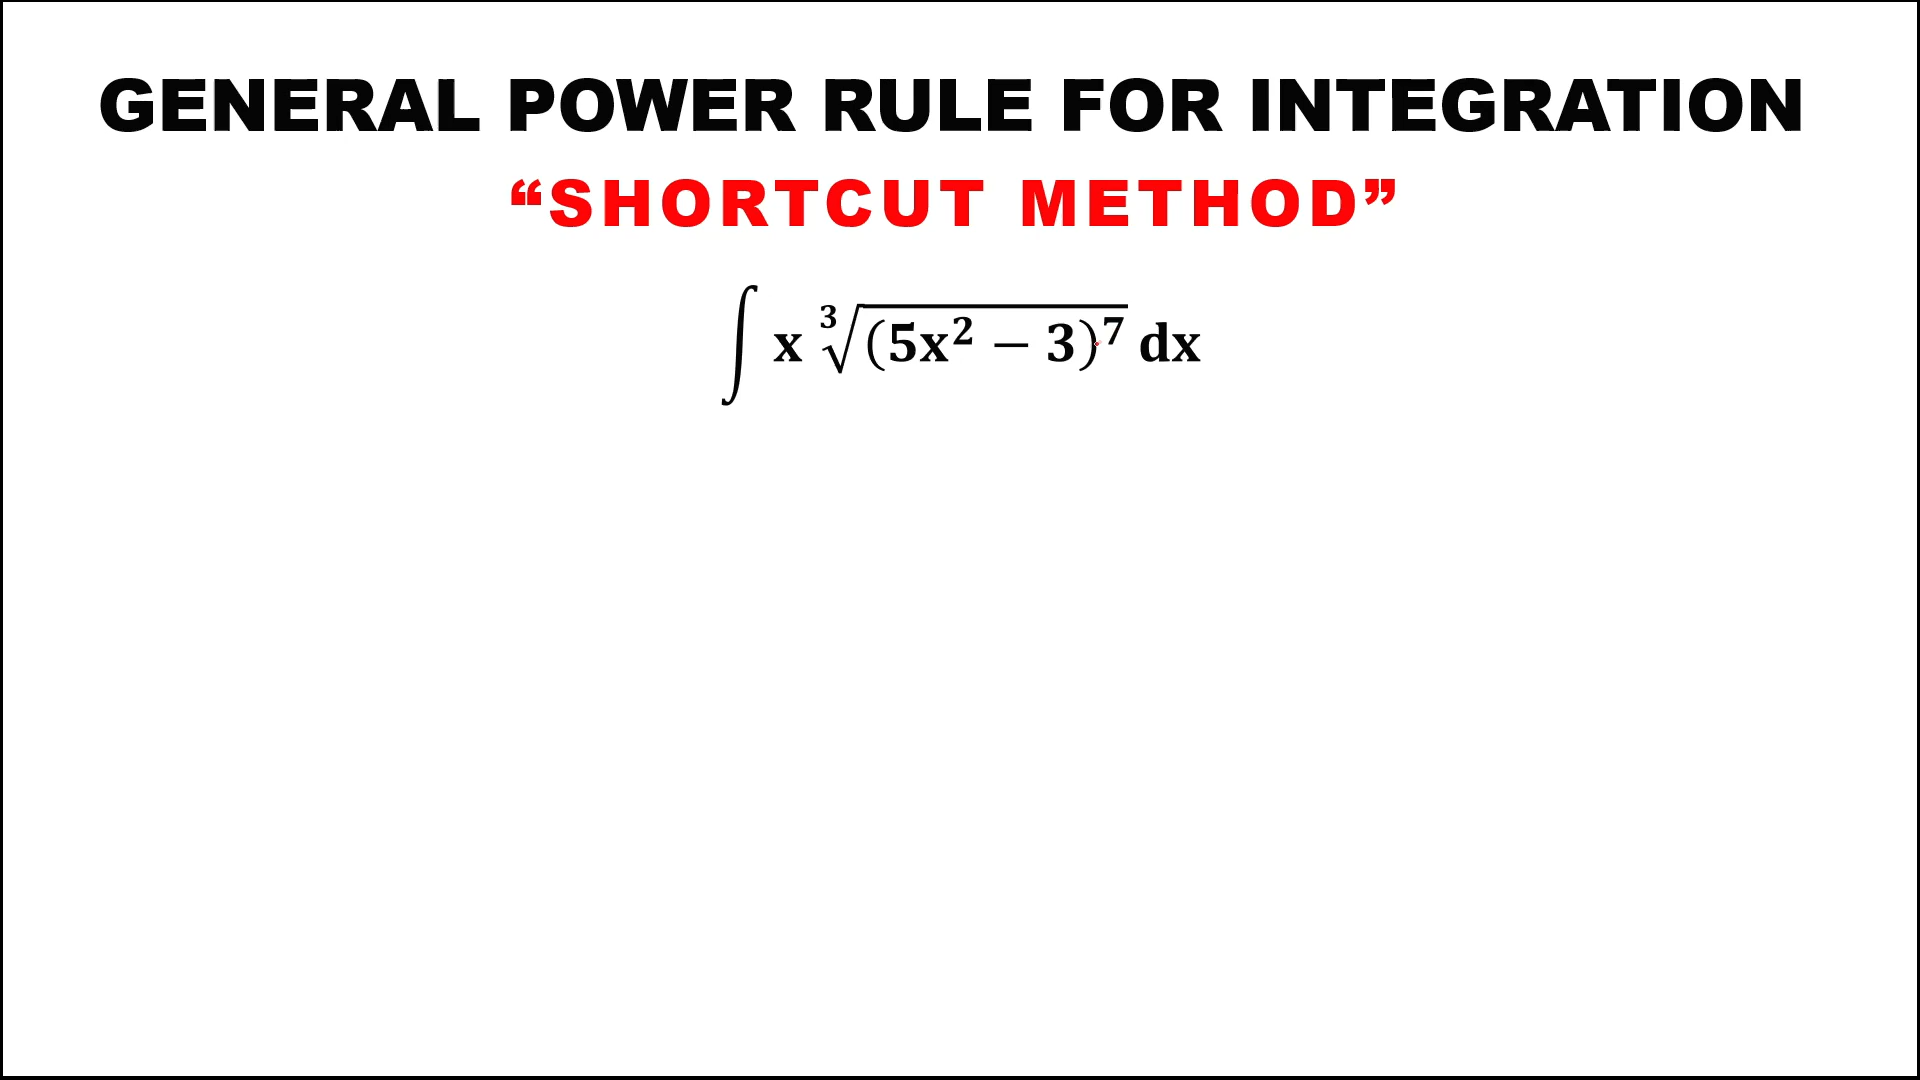 GENERAL POWER RULE FOR INTEGRATION
“SHORTCUT METHOD”
∫ x ∛(5x² − 3)⁷ dx